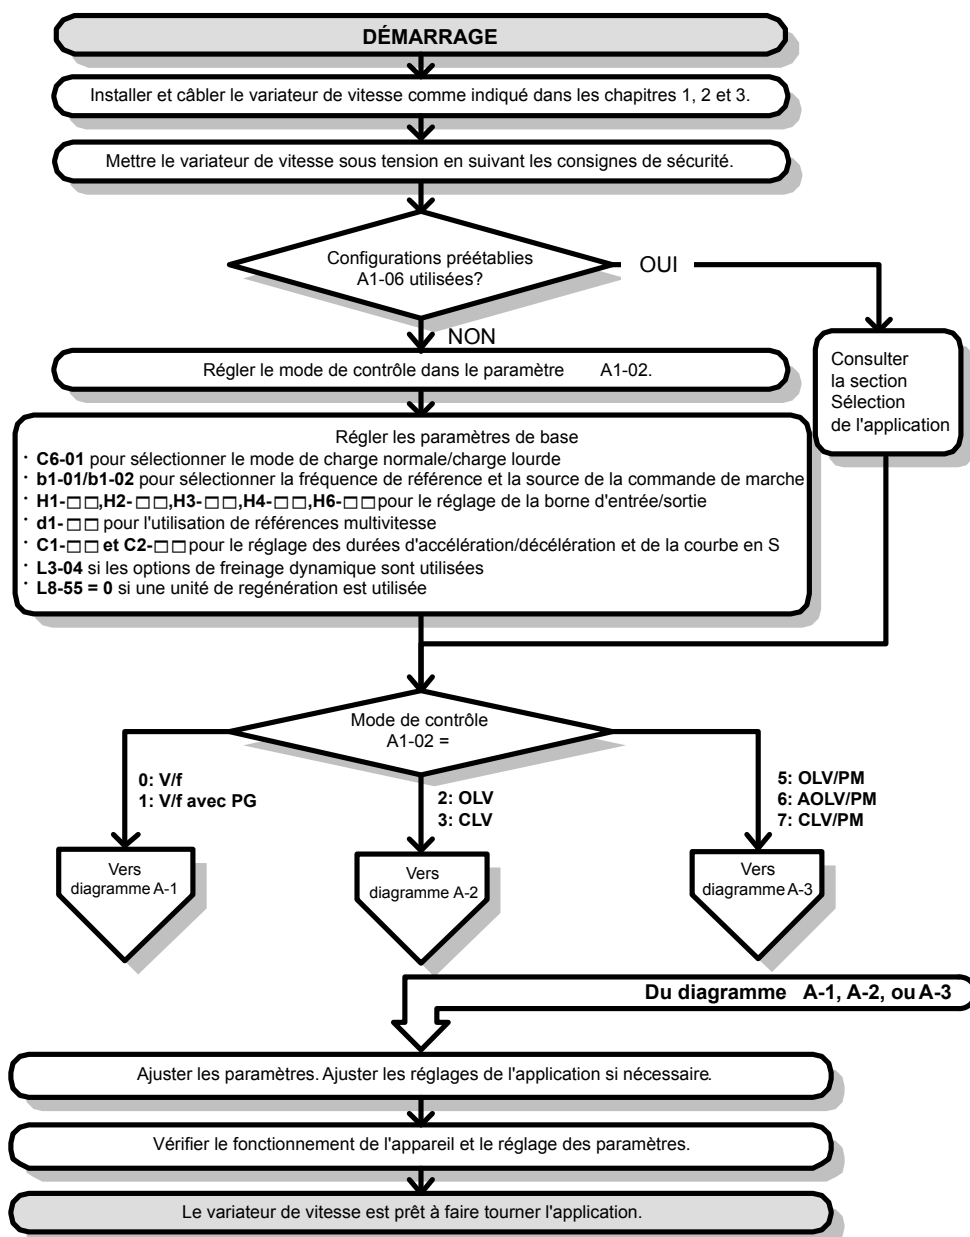 DÉMARRAGE
Installer et câbler le variateur de vitesse comme indiqué dans les chapitres 1, 2 et 3.
Mettre le variateur de vitesse sous tension en suivant les consignes de sécurité.
Configurations préétablies
A1-06 utilisées?
OUI
NON
Consulter
la section
Sélection
de l'application
Régler le mode de contrôle dans le paramètre A1-02.
Régler les paramètres de base
· C6-01 pour sélectionner le mode de charge normale/charge lourde
· b1-01/b1-02 pour sélectionner la fréquence de référence et la source de la commande de marche
· H1-□□,H2-□□,H3-□□,H4-□□,H6-□□ pour le réglage de la borne d'entrée/sortie
· d1-□□ pour l'utilisation de références multivitesse
· C1-□□ et C2-□□ pour le réglage des durées d'accélération/décélération et de la courbe en S
· L3-04 si les options de freinage dynamique sont utilisées
· L8-55 = 0 si une unité de regénération est utilisée
Mode de contrôle
A1-02 =
0: V/f
1: V/f avec PG
2: OLV
3: CLV
5: OLV/PM
6: AOLV/PM
7: CLV/PM
Vers
diagramme A-1
Vers
diagramme A-2
Vers
diagramme A-3
Du diagramme A-1, A-2, ou A-3
Ajuster les paramètres. Ajuster les réglages de l'application si nécessaire.
Vérifier le fonctionnement de l'appareil et le réglage des paramètres.
Le variateur de vitesse est prêt à faire tourner l'application.